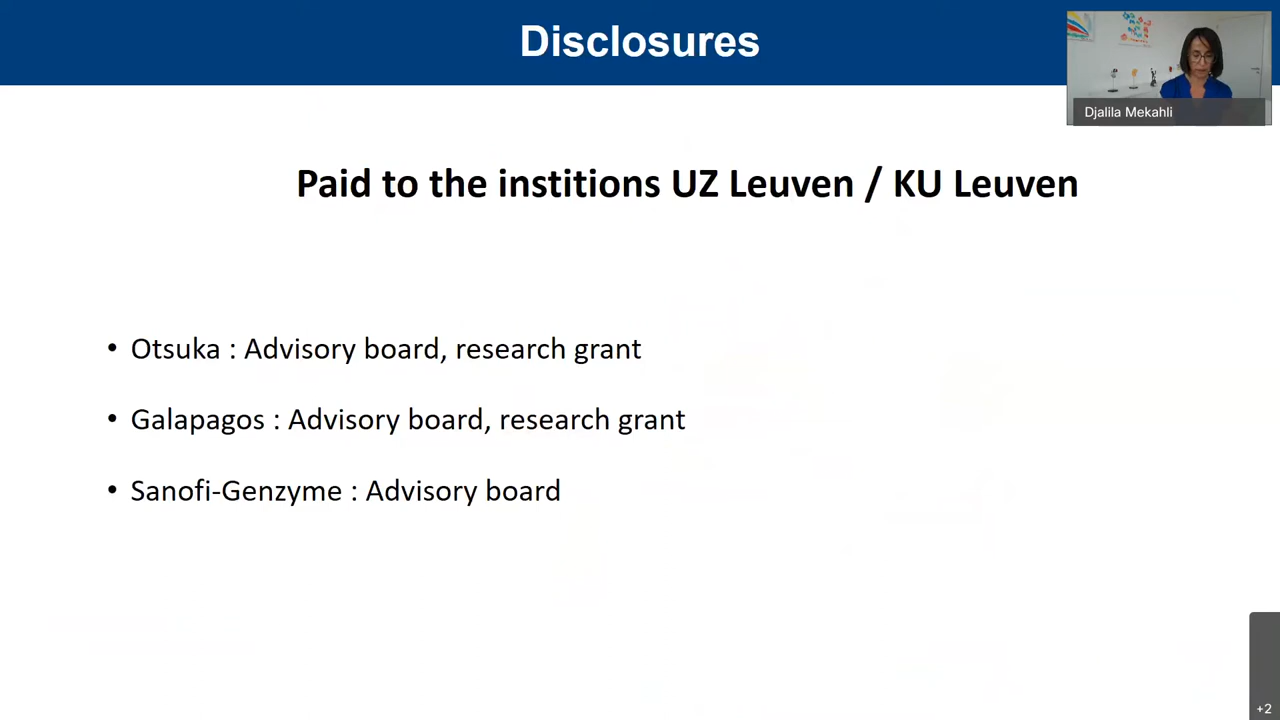 Disclosures
Djalila Mekahli
Paid to the institions UZ Leuven / KU Leuven
• Otsuka : Advisory board, research grant
• Galapagos : Advisory board, research grant
• Sanofi-Genzyme : Advisory board
+2